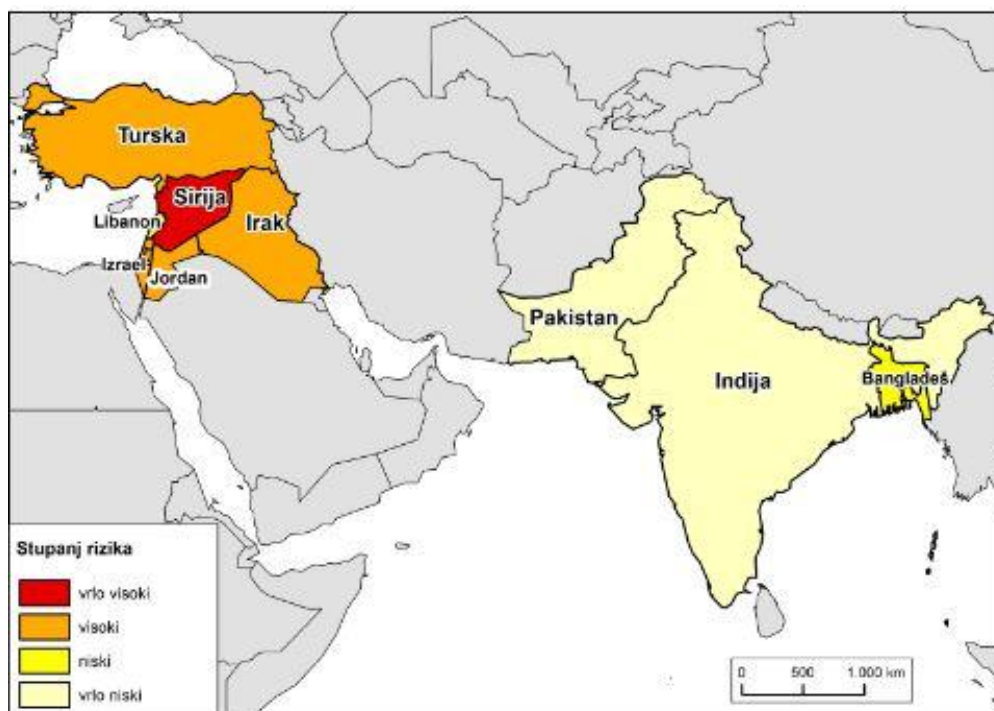 Turska
Sirija
Libanon
Irak
Izrael
Jordan
Pakistan
Indija
Bangladeš
Stupanj rizika
vrlo visoki
visoki
niski
vrlo niski
0 500 1.000 km